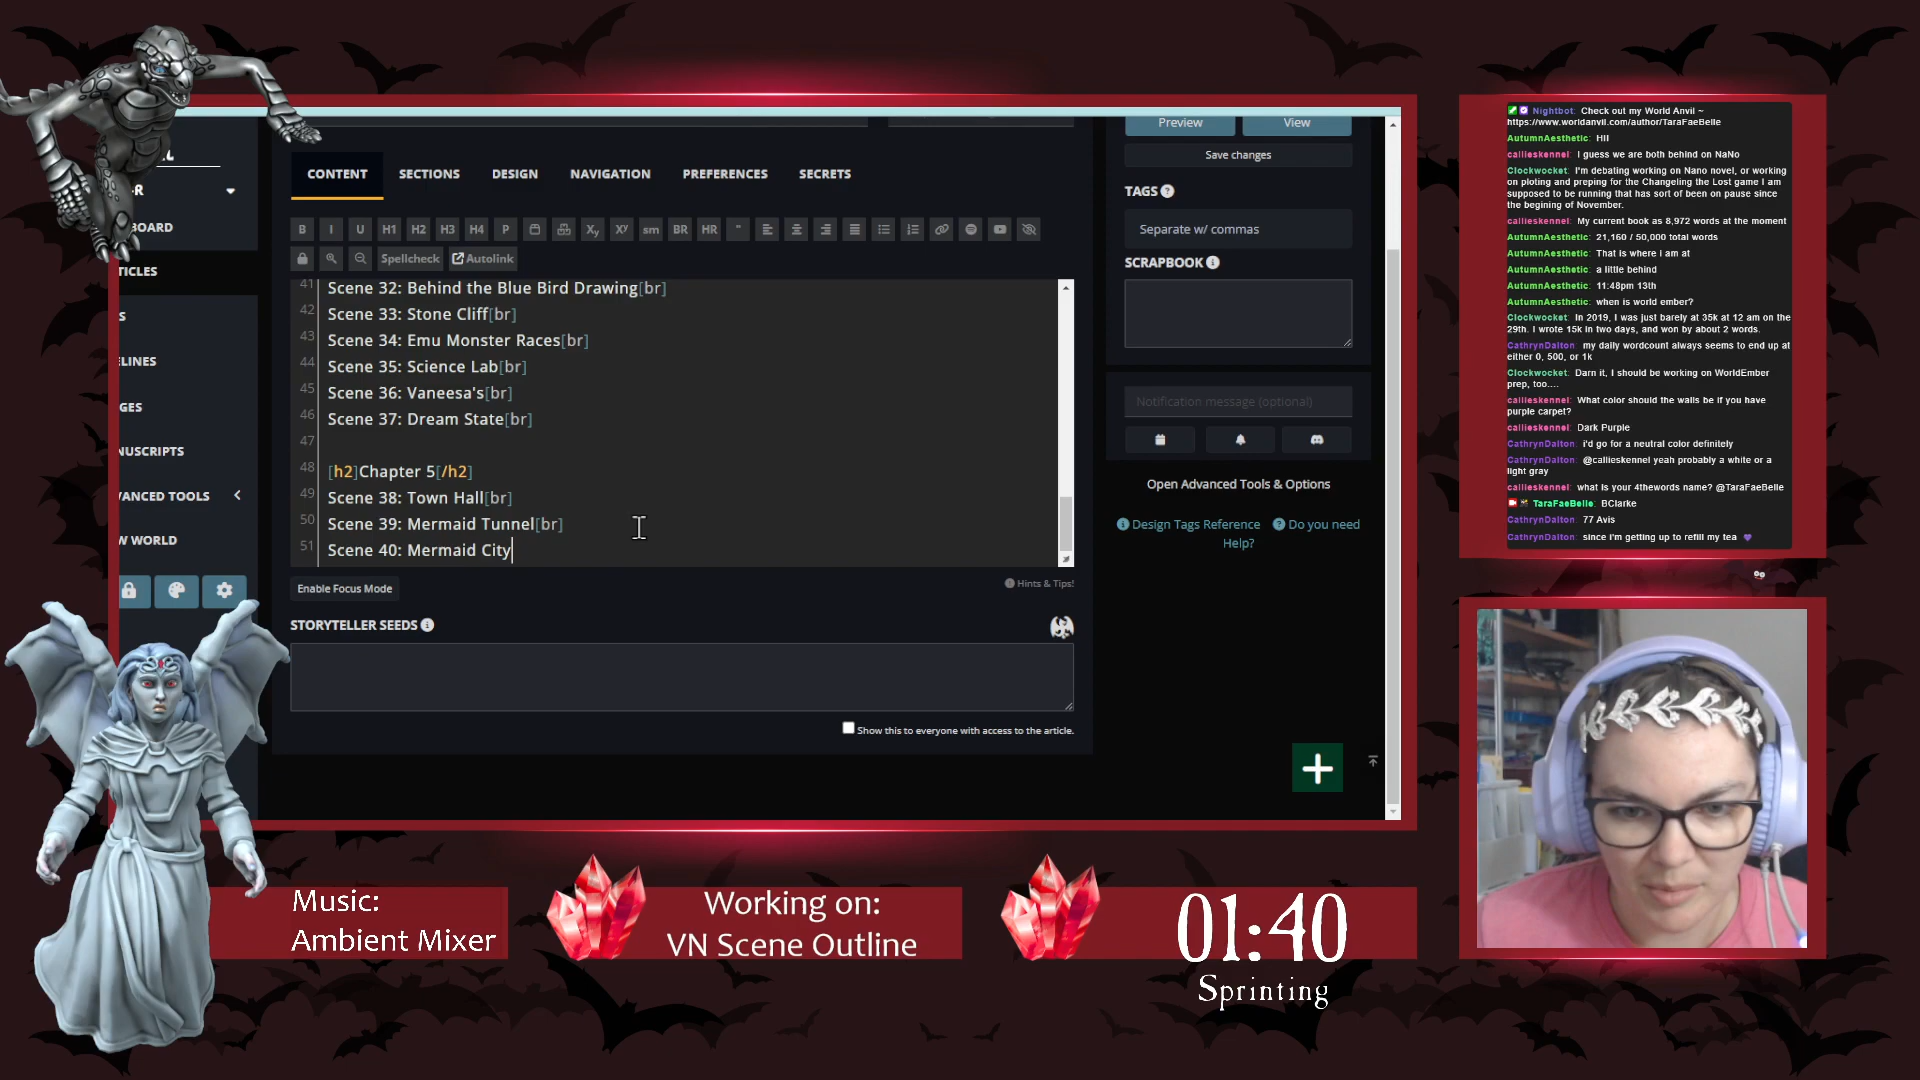 -R
BOARD
TICLES
S
ELINES
GES
NUSCRIPTS
VANCED TOOLS
W WORLD
CONTENT
SECTIONS
DESIGN
NAVIGATION
PREFERENCES
SECRETS
B I U H1 H2 H3 H4 P Xy XY sm BR HR "
Spellcheck Autolink
41 Scene 32: Behind the Blue Bird Drawing[br]
42 Scene 33: Stone Cliff[br]
43 Scene 34: Emu Monster Races[br]
44 Scene 35: Science Lab[br]
45 Scene 36: Vaneesa's[br]
46 Scene 37: Dream State[br]
47
48 [h2]Chapter 5[/h2]
49 Scene 38: Town Hall[br]
50 Scene 39: Mermaid Tunnel[br]
51 Scene 40: Mermaid City
Enable Focus Mode
Hints & Tips!
STORYTELLER SEEDS
Show this to everyone with access to the article.
Preview
View
Save changes
TAGS
Separate w/ commas
SCRAPBOOK
Notification message (optional)
Open Advanced Tools & Options
Design Tags Reference
Do you need
Help?
Nightbot: Check out my World Anvil ~
https://www.worldanvil.com/author/TaraFaeBelle
AutumnAesthetic: HII
callieskennel: I guess we are both behind on NaNo
Clockwocket: I'm debating working on Nano novel, or working
on ploting and preping for the Changeling the Lost game I am
supposed to be running that has sort of been on pause since
the begining of November.
callieskennel: My current book as 8,972 words at the moment
AutumnAesthetic: 21,160 / 50,000 total words
AutumnAesthetic: That is where i am at
AutumnAesthetic: a little behind
AutumnAesthetic: 11:48pm 13th
AutumnAesthetic: when is world ember?
Clockwocket: In 2019, I was just barely at 35k at 12 am on the
29th. I wrote 15k in two days, and won by about 2 words.
CathrynDalton: my daily wordcount always seems to end up at
either 0, 500, or 1k
Clockwocket: Darn it, I should be working on WorldEmber
prep, too....
callieskennel: What color should the walls be if you have
purple carpet?
callieskennel: Dark Purple
CathrynDalton: i'd go for a neutral color definitely
CathrynDalton: @callieskennel yeah probably a white or a
light gray
callieskennel: what is your 4thewords name? @TaraFaeBelle
TaraFaeBelle: BClarke
CathrynDalton: 77 Avis
CathrynDalton: since I'm getting up to refill my tea
Music:
Ambient Mixer
Working on:
VN Scene Outline
01:40
Sprinting